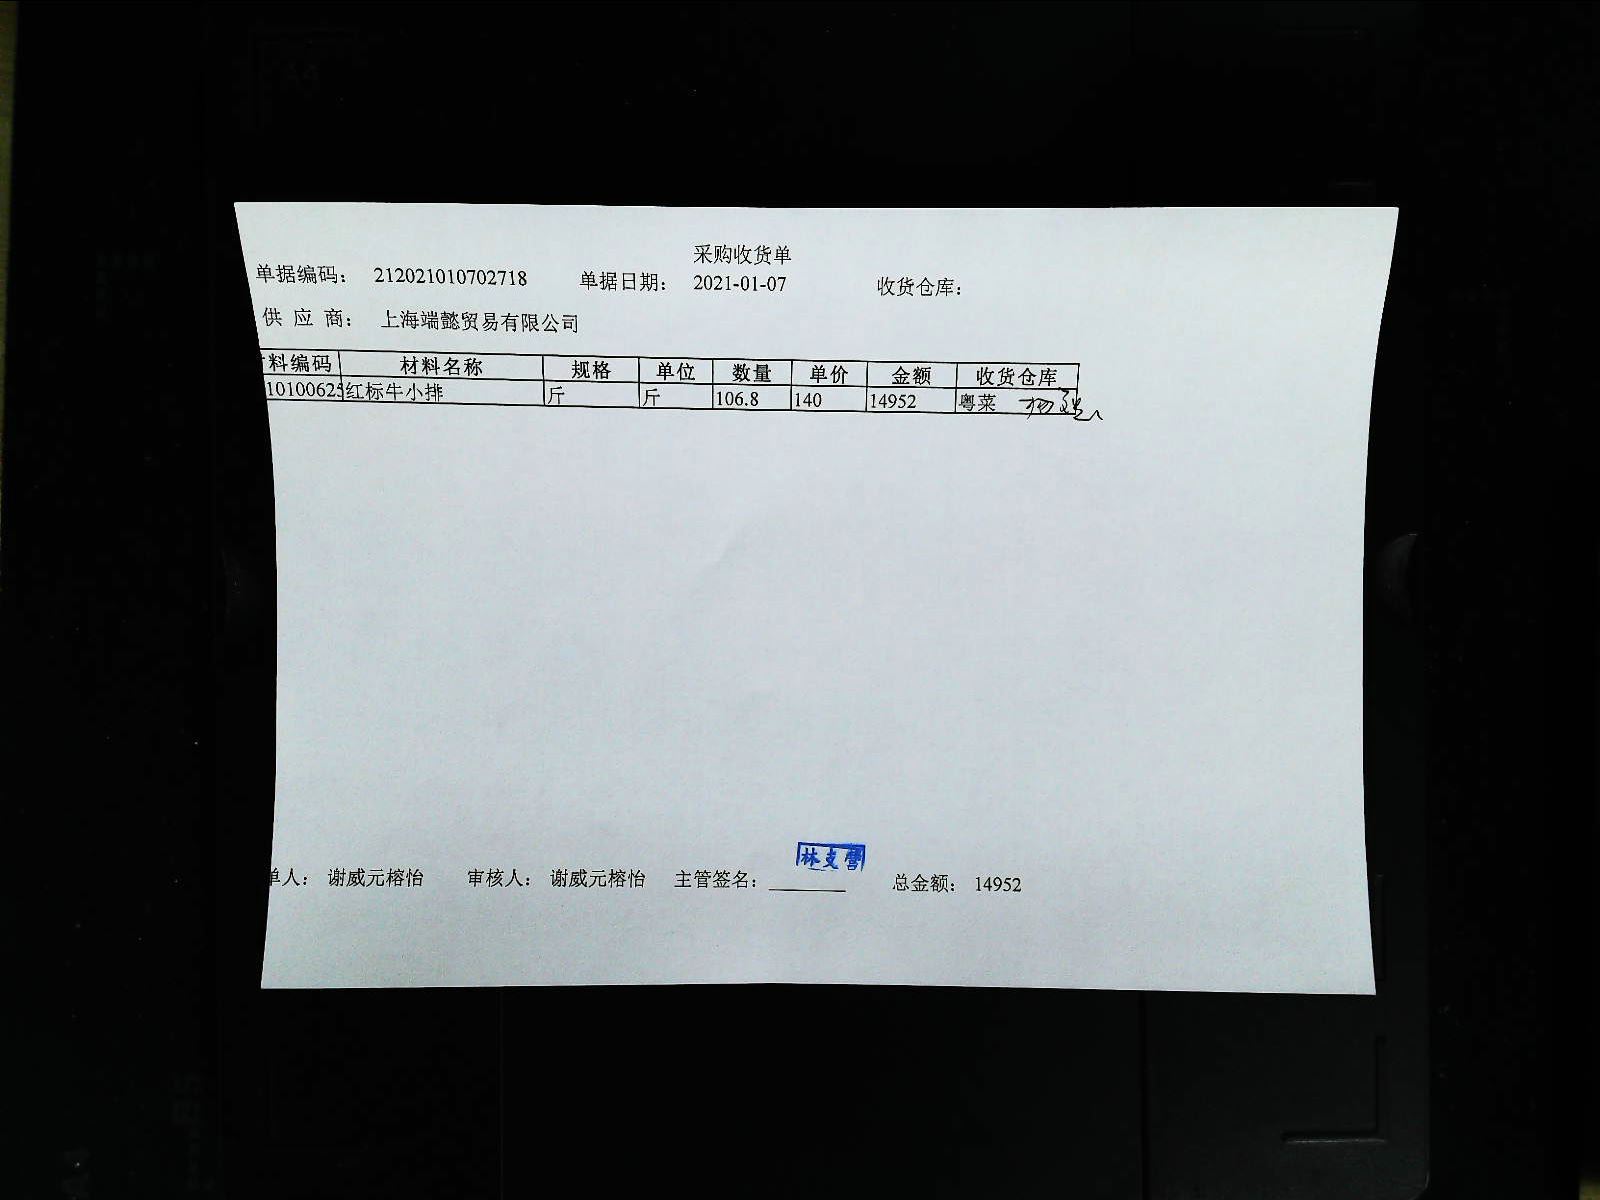 采购收货单
单据编码： 212021010702718 单据日期： 2021-01-07 收货仓库：
供 应 商： 上海端懿贸易有限公司
料编码 材料名称 规格 单位 数量 单价 金额 收货仓库
10100625 红标牛小排 斤 斤 106.8 140 14952 粤菜
单人： 谢威元榕怡 审核人： 谢威元榕怡 主管签名： 总金额： 14952